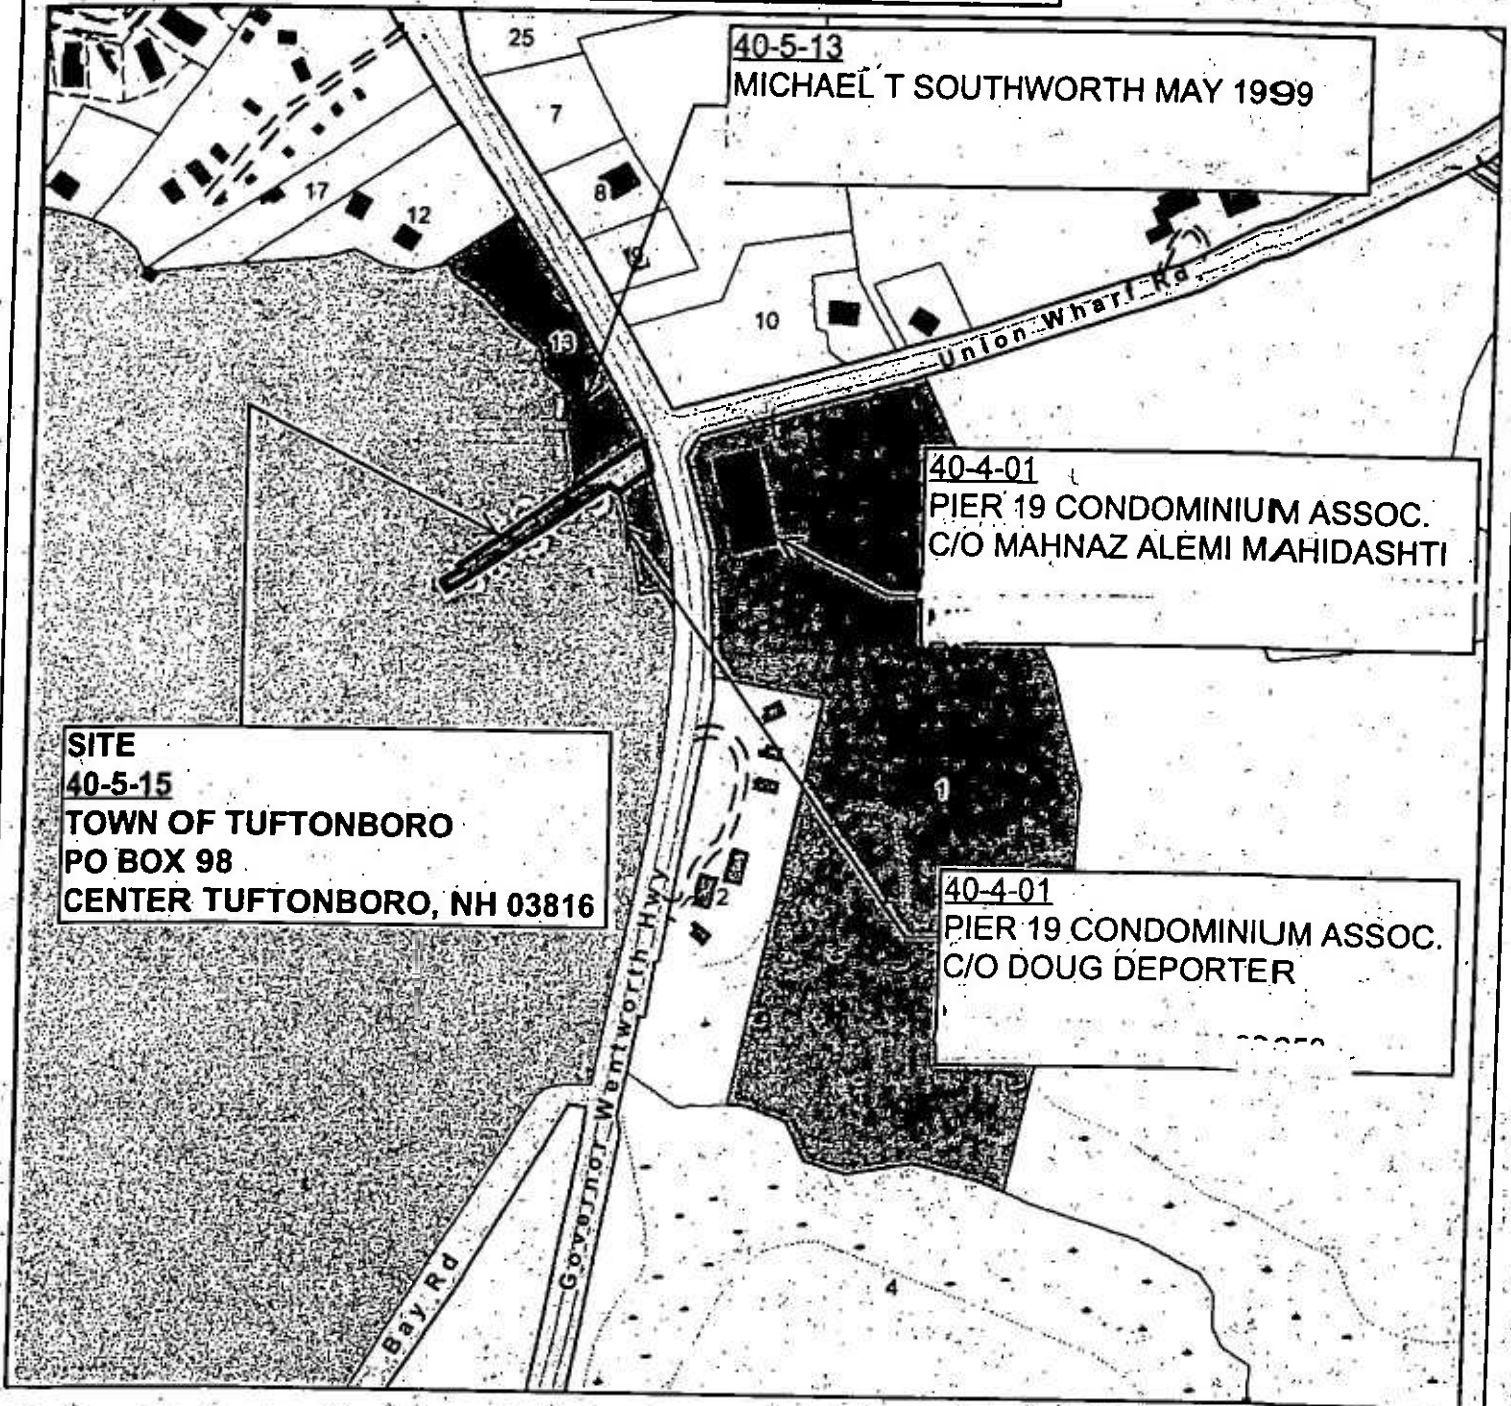 25
40-5-13
MICHAEL T SOUTHWORTH MAY 1999
7
8
17
12
9
10
13
Union Wharf Rd
40-4-01
PIER 19 CONDOMINIUM ASSOC.
C/O MAHNAZ ALEMI MAHIDASHTI
SITE
40-5-15
TOWN OF TUFTONBORO
PO BOX 98
CENTER TUFTONBORO, NH 03816
1
2
40-4-01
PIER 19 CONDOMINIUM ASSOC.
C/O DOUG DEPORTER
Governor Wentworth Hwy
Bay Rd
4